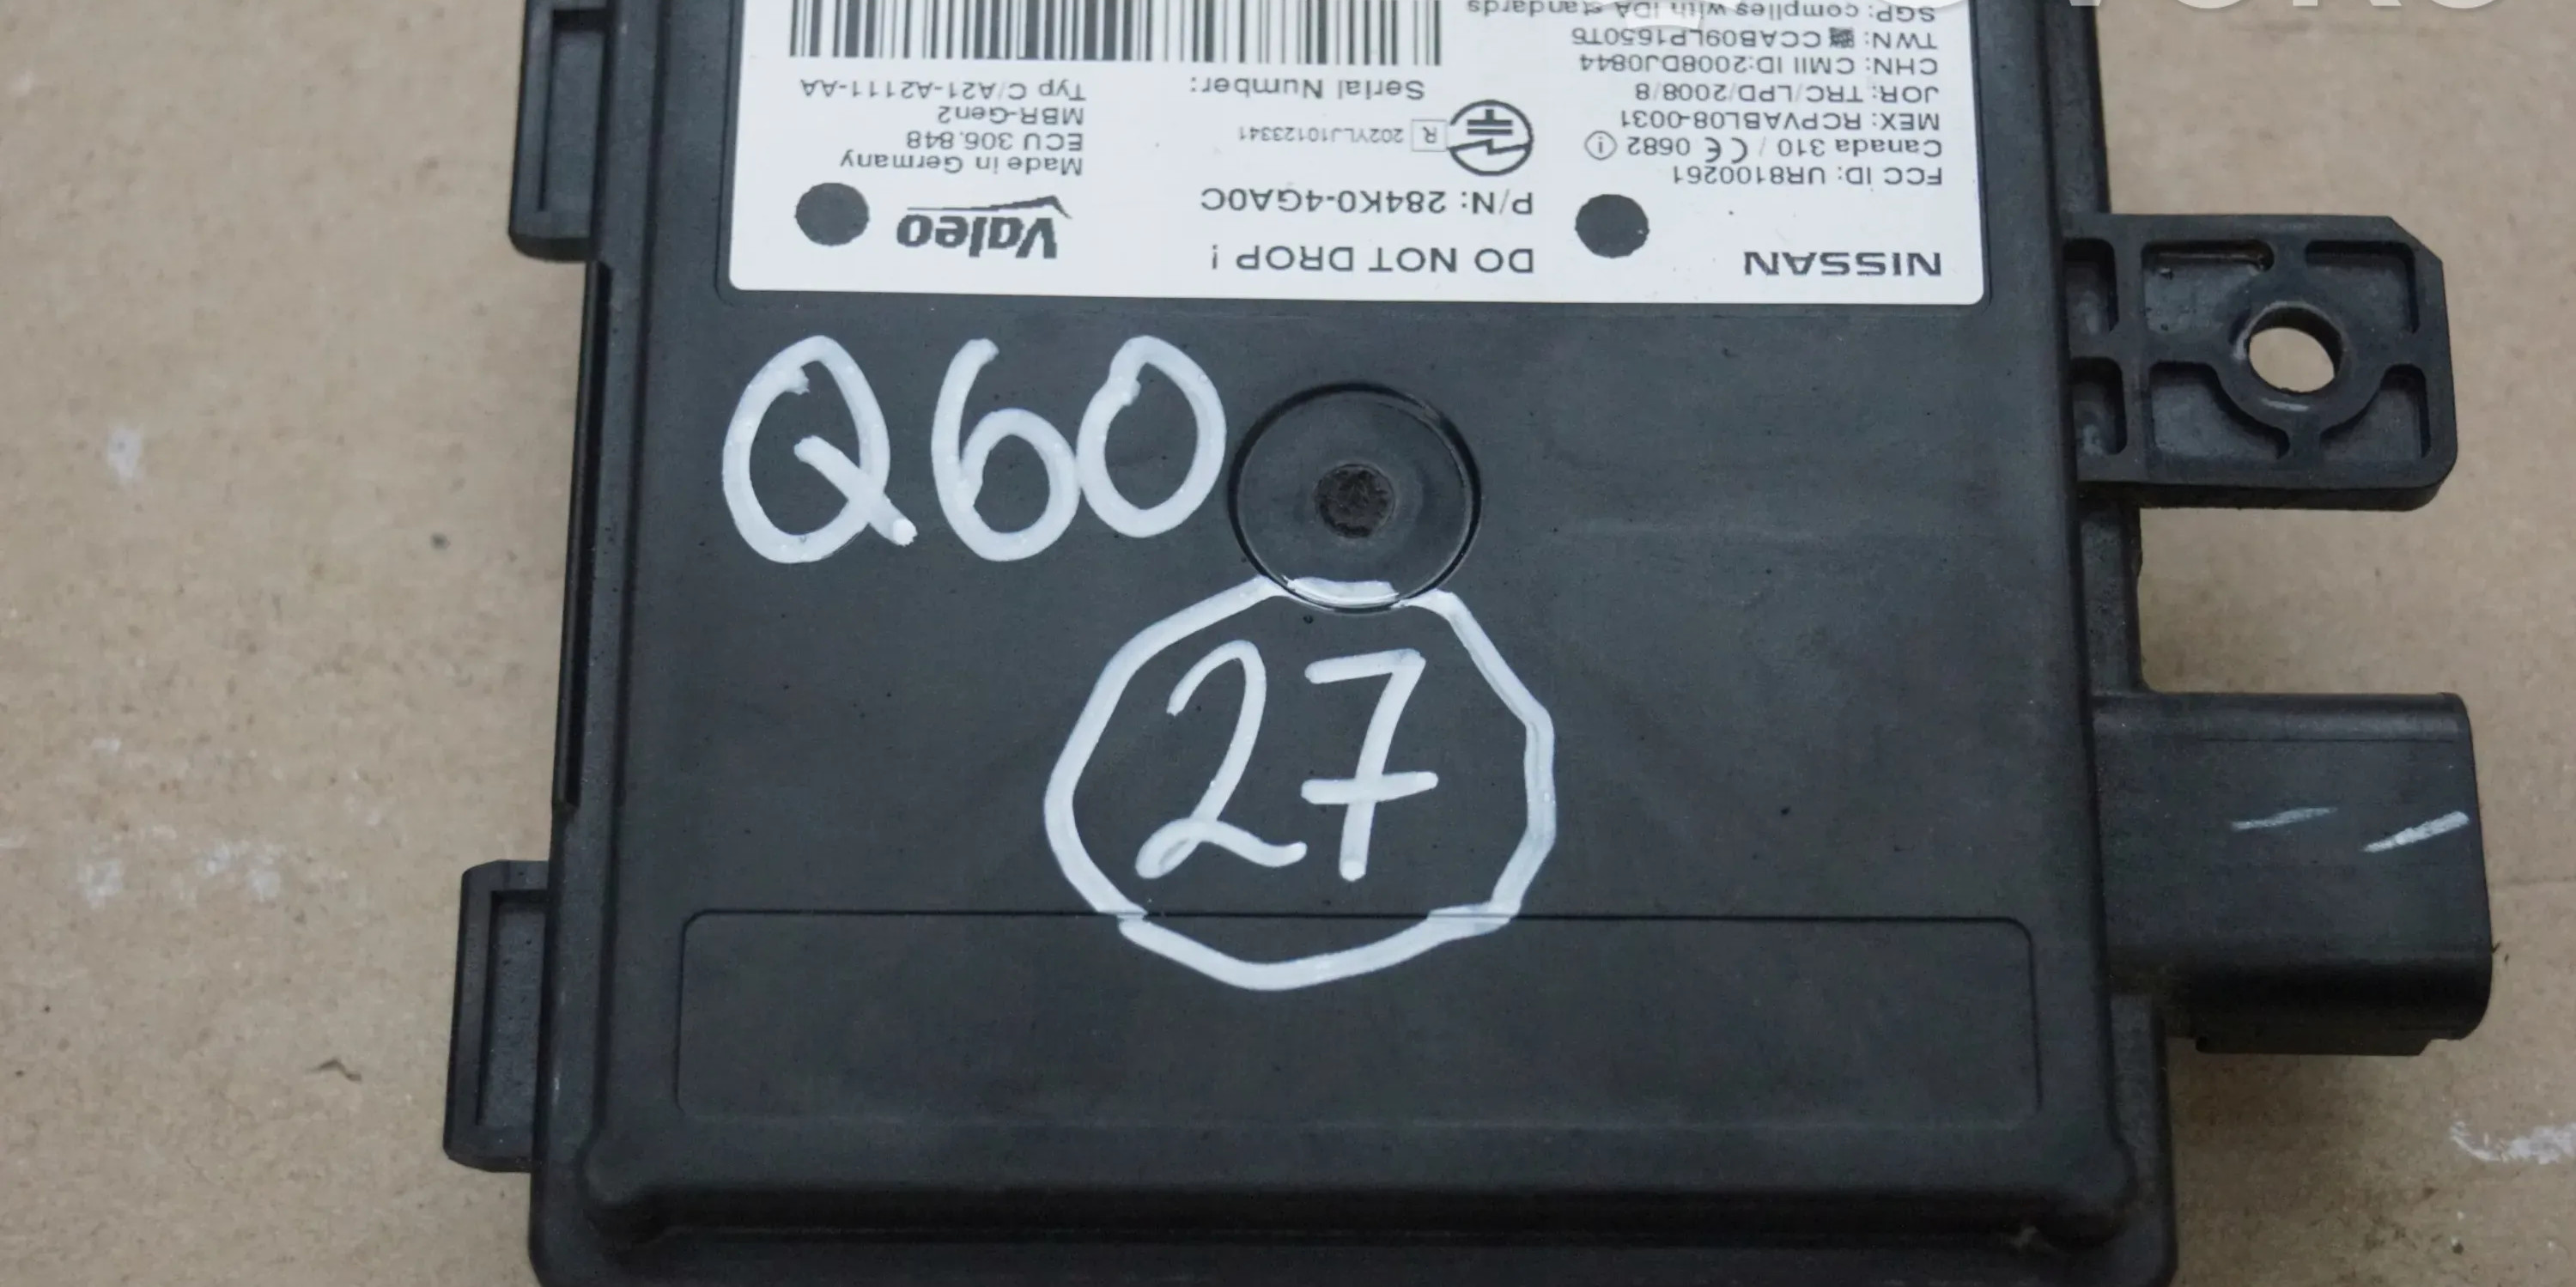 NISSAN
FCC ID: UR8100261
Canada 310 / CE 0682
MEX: RCPVABL08-0031
JOR: TRC/LPD/2008/8
CHN: CMII ID:2008DJ0844
TWN: CCAB09LP1650T6
SGP: complies with IDA standards
DO NOT DROP !
P/N: 284K0-4GA0C
R 202YLJ10123341
Serial Number:
Valeo
Made in Germany
ECU 306.848
MBR-Gen2
Typ C/A21-A2111-AA
Q60
27